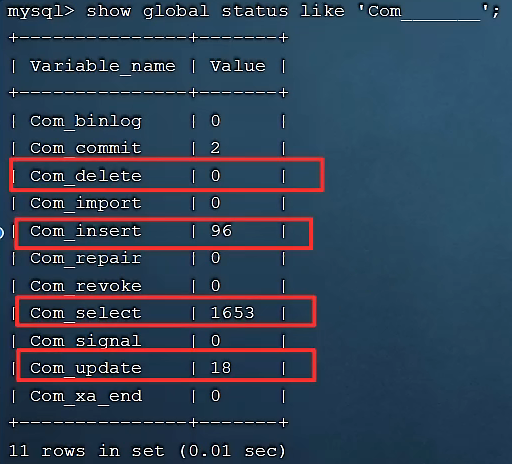 mysql> show global status like 'Com_______';
+---------------+-------+
| Variable_name | Value |
+---------------+-------+
| Com_binlog    | 0     |
| Com_commit    | 2     |
| Com_delete    | 0     |
| Com_import    | 0     |
| Com_insert    | 96    |
| Com_repair    | 0     |
| Com_revoke    | 0     |
| Com_select    | 1653  |
| Com_signal    | 0     |
| Com_update    | 18    |
| Com_xa_end    | 0     |
+---------------+-------+
11 rows in set (0.01 sec)